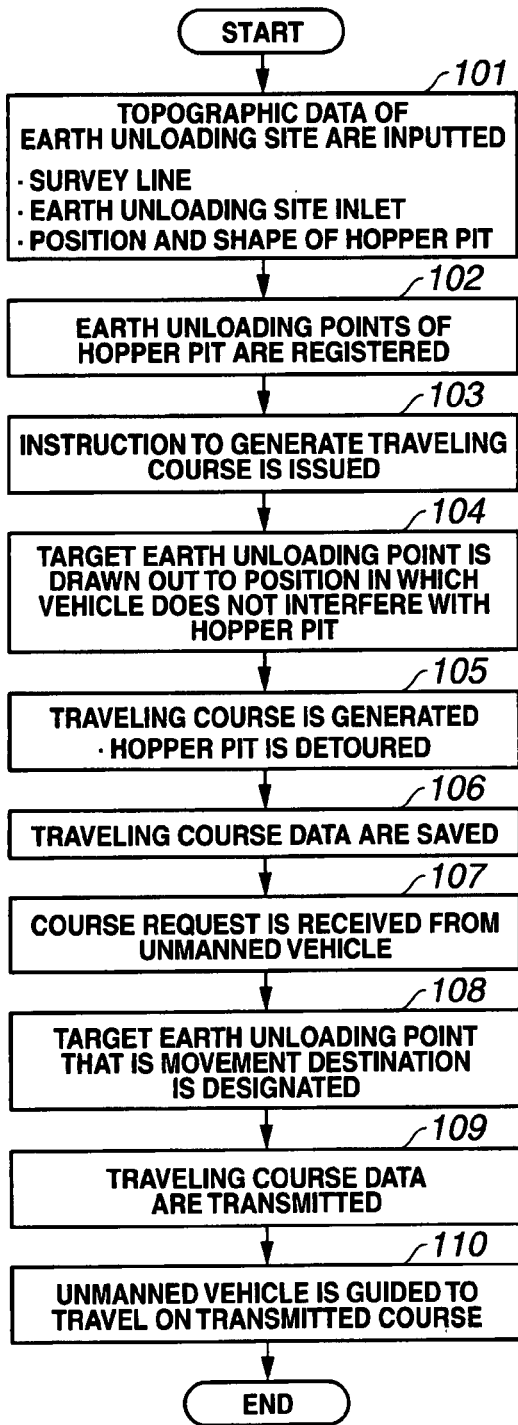 START
101
TOPOGRAPHIC DATA OF
EARTH UNLOADING SITE ARE INPUTTED
· SURVEY LINE
· EARTH UNLOADING SITE INLET
· POSITION AND SHAPE OF HOPPER PIT
102
EARTH UNLOADING POINTS OF
HOPPER PIT ARE REGISTERED
103
INSTRUCTION TO GENERATE TRAVELING
COURSE IS ISSUED
104
TARGET EARTH UNLOADING POINT IS
DRAWN OUT TO POSITION IN WHICH
VEHICLE DOES NOT INTERFERE WITH
HOPPER PIT
105
TRAVELING COURSE IS GENERATED
· HOPPER PIT IS DETOURED
106
TRAVELING COURSE DATA ARE SAVED
107
COURSE REQUEST IS RECEIVED FROM
UNMANNED VEHICLE
108
TARGET EARTH UNLOADING POINT
THAT IS MOVEMENT DESTINATION
IS DESIGNATED
109
TRAVELING COURSE DATA
ARE TRANSMITTED
110
UNMANNED VEHICLE IS GUIDED TO
TRAVEL ON TRANSMITTED COURSE
END